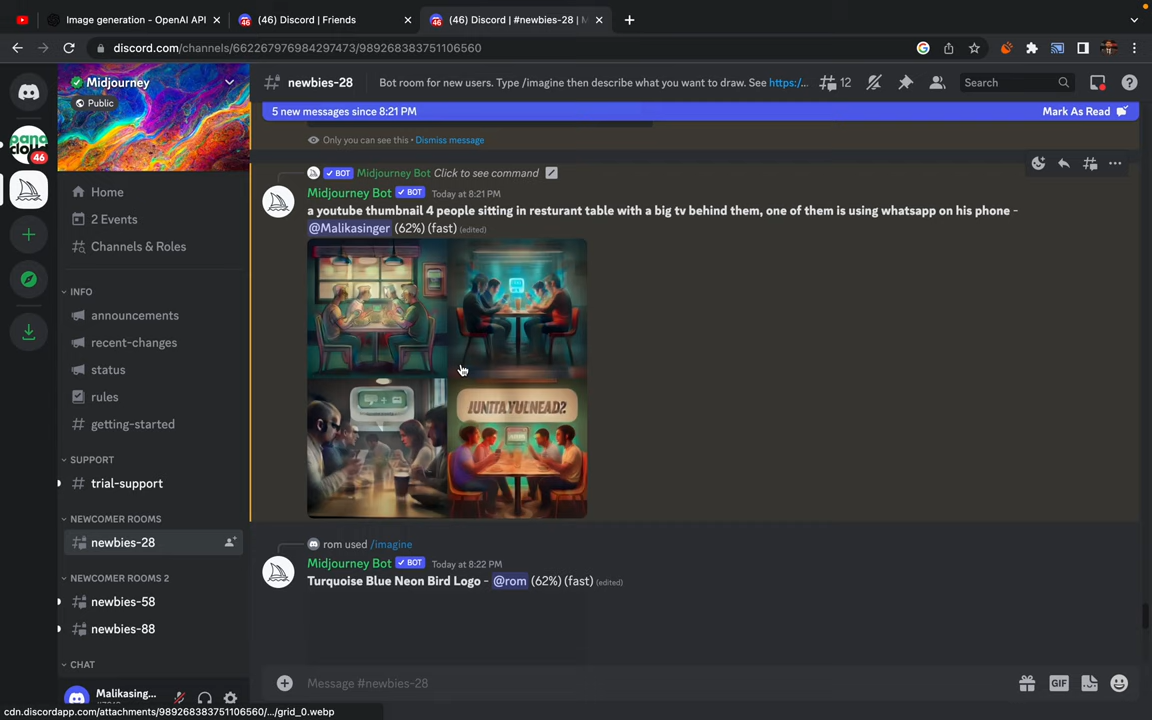 Image generation - OpenAI API
(46) Discord | Friends
(46) Discord | #newbies-28 | M
discord.com/channels/662267976984297473/989268383751106560
Midjourney
Public
Home
2 Events
Channels & Roles
INFO
announcements
recent-changes
status
rules
getting-started
SUPPORT
trial-support
NEWCOMER ROOMS
newbies-28
NEWCOMER ROOMS 2
newbies-58
newbies-88
CHAT
Malikasing...
46
newbies-28
Bot room for new users. Type /imagine then describe what you want to draw. See https:/...
12
Search
5 new messages since 8:21 PM
Mark As Read
Only you can see this • Dismiss message
BOT Midjourney Bot Click to see command
Midjourney Bot BOT Today at 8:21 PM
a youtube thumbnail 4 people sitting in resturant table with a big tv behind them, one of them is using whatsapp on his phone -
@Malikasinger (62%) (fast) (edited)
JUNTTA YULNEAD2
rom used /imagine
Midjourney Bot BOT Today at 8:22 PM
Turquoise Blue Neon Bird Logo - @rom (62%) (fast) (edited)
Message #newbies-28
GIF
cdn.discordapp.com/attachments/989268383751106560/.../grid_0.webp